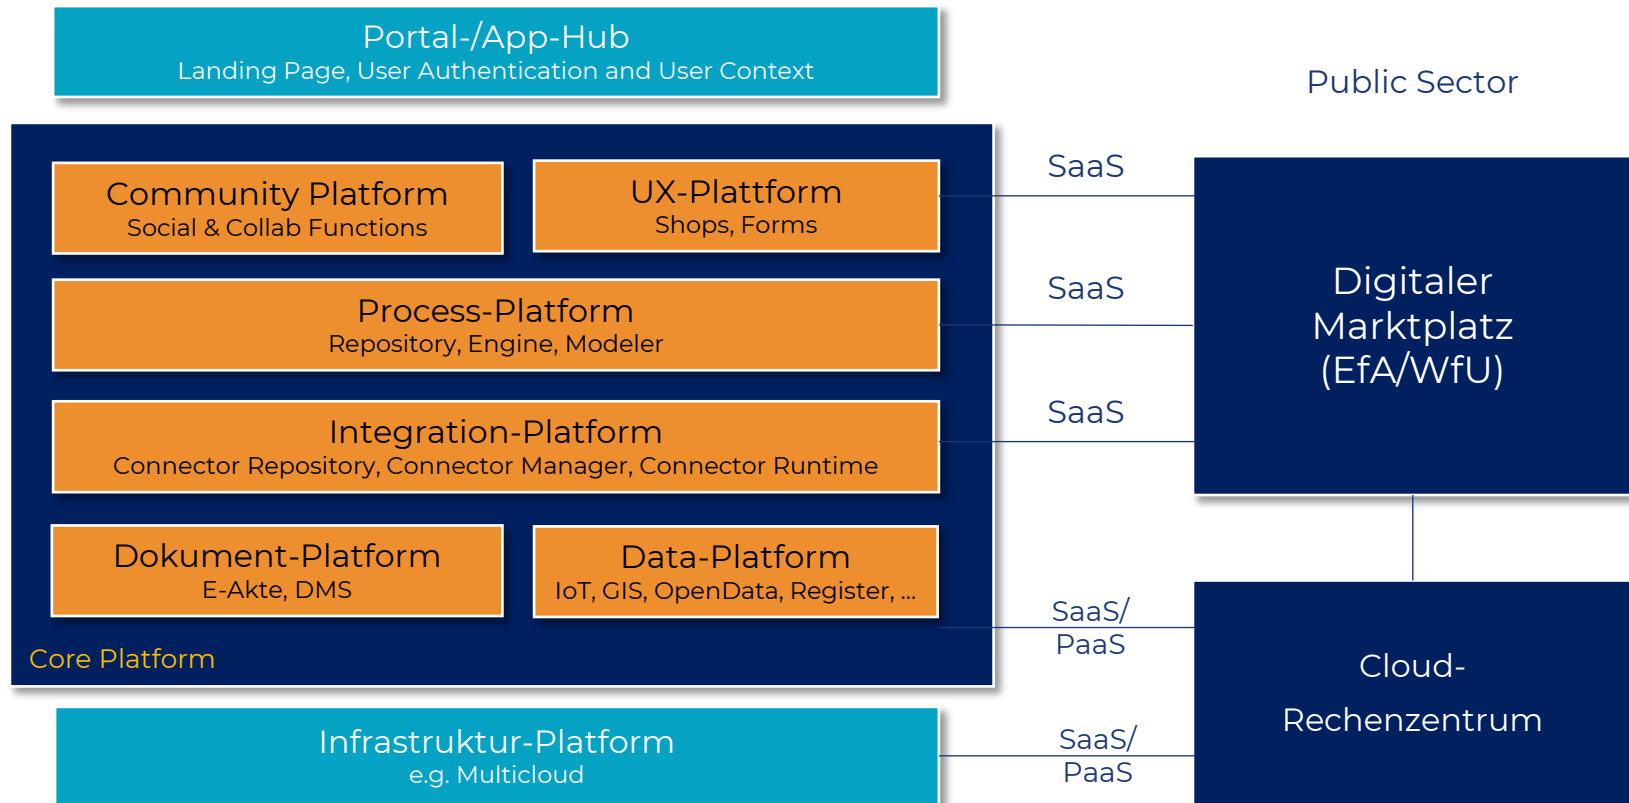 Portal-/App-Hub
Landing Page, User Authentication and User Context
Public Sector
Community Platform
Social & Collab Functions
UX-Plattform
Shops, Forms
SaaS
Process-Platform
Repository, Engine, Modeler
SaaS
Digitaler
Marktplatz
(EfA/WfU)
Integration-Platform
Connector Repository, Connector Manager, Connector Runtime
SaaS
Dokument-Platform
E-Akte, DMS
Data-Platform
IoT, GIS, OpenData, Register, ...
SaaS/
PaaS
Core Platform
Cloud-
Rechenzentrum
Infrastruktur-Platform
e.g. Multicloud
SaaS/
PaaS